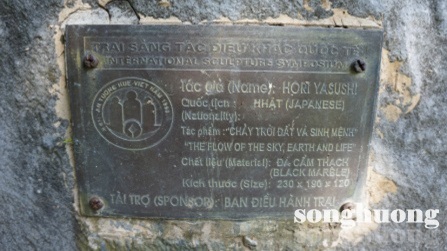 TRẠI SÁNG TÁC ĐIÊU KHẮC QUỐC TẾ
INTERNATIONAL SCULPTURE SYMPOSIUM
Tác giả (Name): HORI YASUSHI
Quốc tịch : NHẬT (JAPANESE)
(Nationality):
Tác phẩm: "CHẢY TRÔI ĐẤT VÀ SINH MỆNH"
"THE FLOW OF THE SKY, EARTH AND LIFE"
Chất liệu (Material): ĐÁ CẨM THẠCH
(BLACK MARBLE)
Kích thước (Size): 230 x 196 x 120
TÀI TRỢ (SPONSOR): BAN ĐIỀU HÀNH TRẠI
songhuong